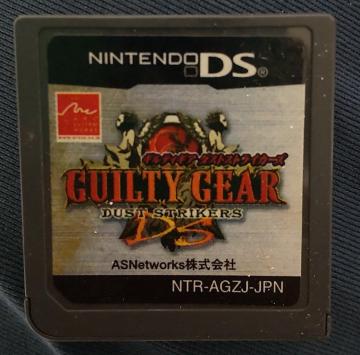 NINTENDO DS
ギルティギア ダストストライカーズ
GUILTY GEAR
DUST STRIKERS
DS
ASNetworks株式会社
NTR-AGZJ-JPN